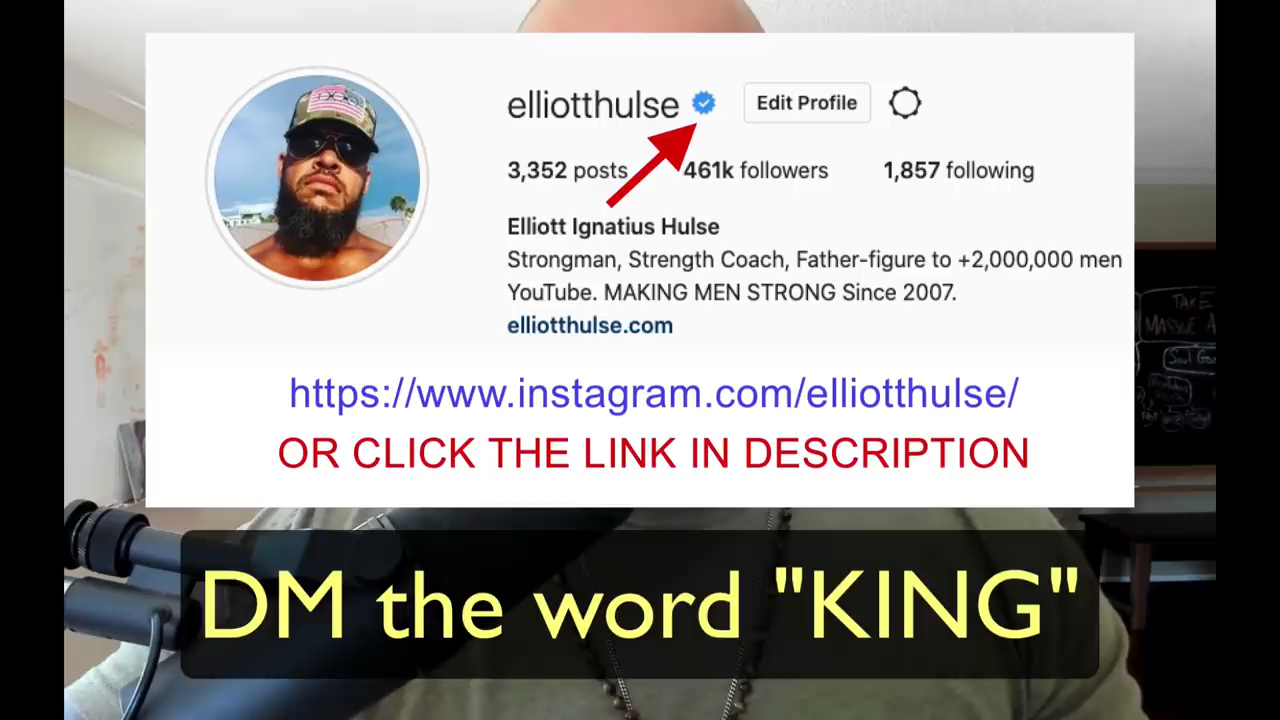 elliotthulse
Edit Profile
3,352 posts
461k followers
1,857 following
Elliott Ignatius Hulse
Strongman, Strength Coach, Father-figure to +2,000,000 men
YouTube. MAKING MEN STRONG Since 2007.
elliotthulse.com
https://www.instagram.com/elliotthulse/
OR CLICK THE LINK IN DESCRIPTION
TAKE
MASSIVE A
DM the word "KING"